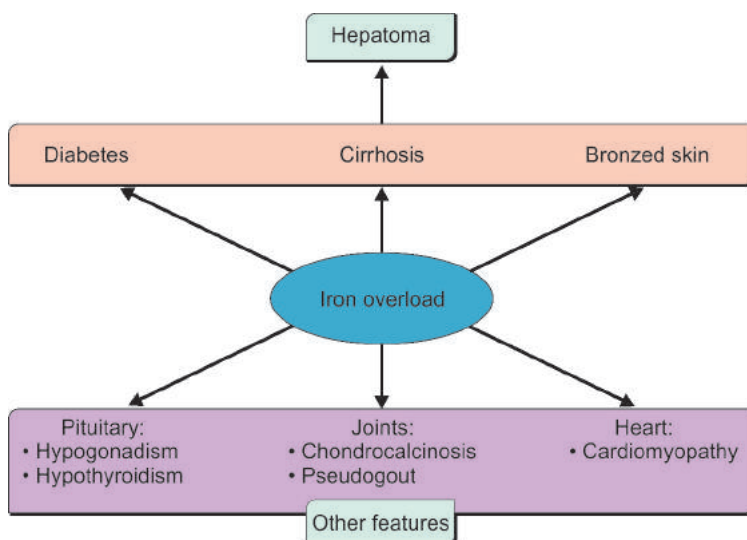 Hepatoma
Diabetes Cirrhosis Bronzed skin
Iron overload
Pituitary:
• Hypogonadism
• Hypothyroidism
Joints:
• Chondrocalcinosis
• Pseudogout
Heart:
• Cardiomyopathy
Other features